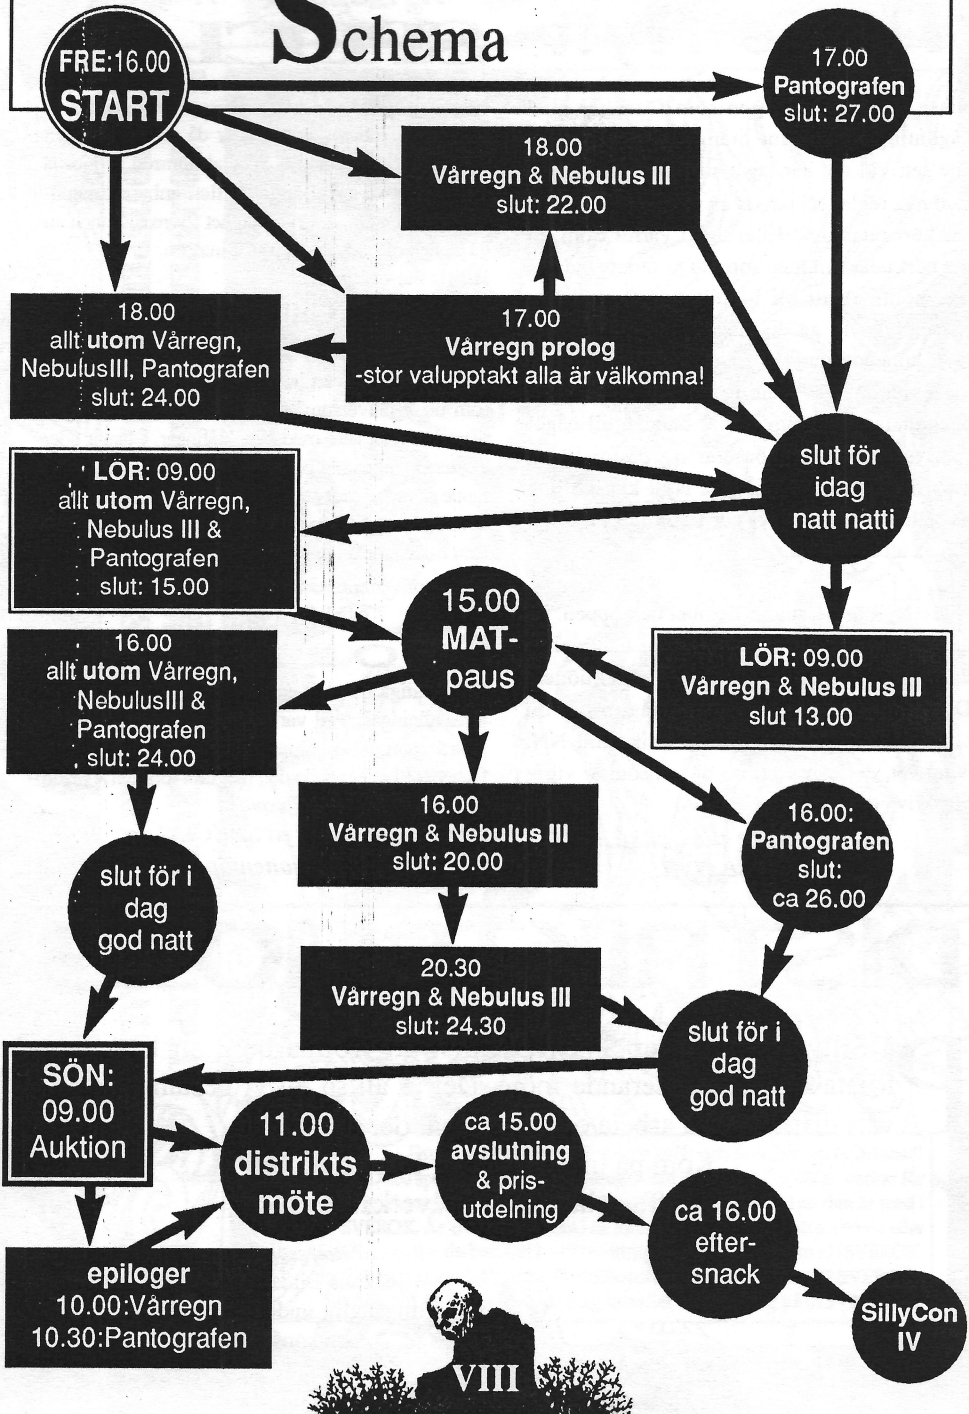 Schema
FRE:16.00
START
17.00
Pantografen
slut: 27.00
18.00
Vårregn & Nebulus III
slut: 22.00
18.00
allt utom Vårregn,
NebulusIII, Pantografen
slut: 24.00
17.00
Vårregn prolog
-stor valupptakt alla är välkomna!
slut för
idag
natt natti
LÖR: 09.00
allt utom Vårregn,
Nebulus III &
Pantografen
slut: 15.00
15.00
MAT-
paus
LÖR: 09.00
Vårregn & Nebulus III
slut 13.00
16.00
allt utom Vårregn,
NebulusIII &
Pantografen
slut: 24.00
16.00
Vårregn & Nebulus III
slut: 20.00
16.00:
Pantografen
slut:
ca 26.00
slut för i
dag
god natt
20.30
Vårregn & Nebulus III
slut: 24.30
slut för i
dag
god natt
SÖN:
09.00
Auktion
11.00
distrikts
möte
ca 15.00
avslutning
& pris-
utdelning
ca 16.00
efter-
snack
epiloger
10.00:Vårregn
10.30:Pantografen
SillyCon
IV
VIII